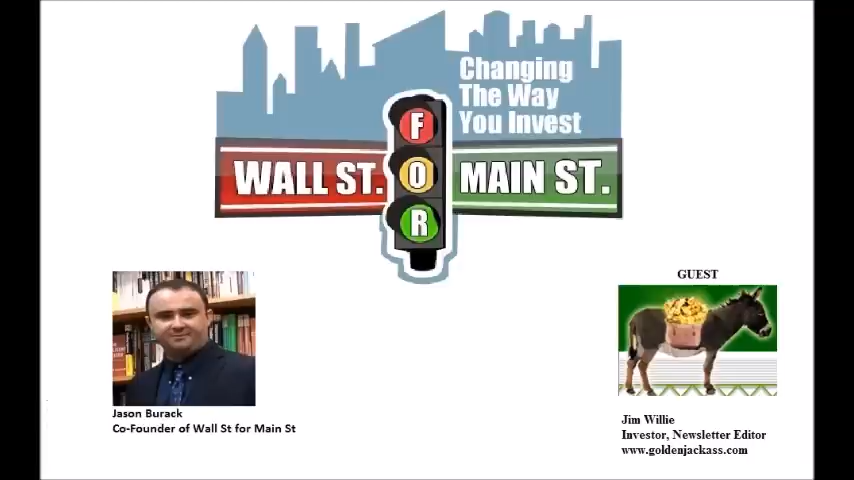 Changing
The Way
You Invest
WALL ST. FOR MAIN ST.
GUEST
Jason Burack
Co-Founder of Wall St for Main St
Jim Willie
Investor, Newsletter Editor
www.goldenjackass.com